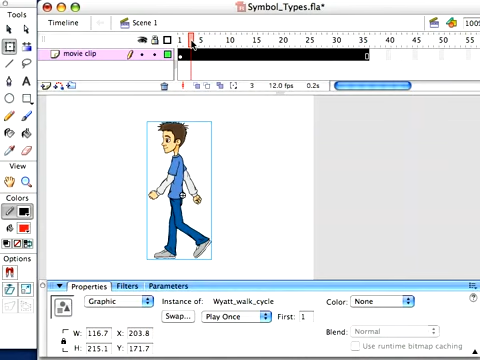 Symbol_Types.fla*
Timeline Scene 1 100%
1 5 10 15 20 25 30 35 40 45 50 55
movie clip
3 12.0 fps 0.2s
View
Colors
Options
Properties Filters Parameters
Graphic Instance of: Wyatt_walk_cycle Color: None
Swap... Play Once First: 1
W: 116.7 X: 203.8 Blend: Normal
H: 215.1 Y: 171.7 Use runtime bitmap caching